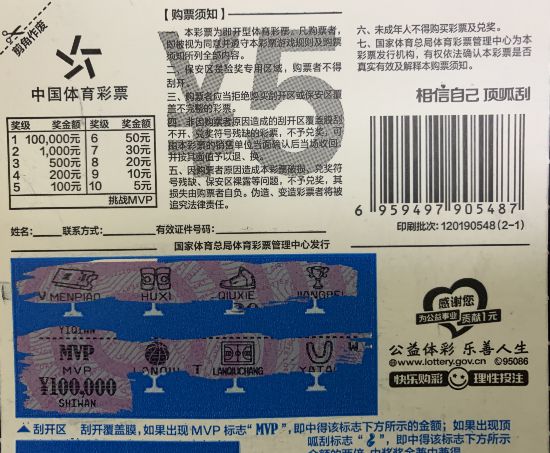 剪角作废
中国体育彩票
奖级 奖金额 奖级 奖金额
1 100,000元 6 50元
2 1,000元 7 30元
3 500元 8 20元
4 200元 9 10元
5 100元 10 5元
挑战MVP
【购票须知】
一、本彩票为即开型体育彩票，只购票者，
即被视为同意并遵守本彩票游戏规则及购票
须知所列全部内容。
二、保安区是验奖专用区域，购票者不得
刮开。
三、购票者应当拒绝购买刮开区或保安区覆
盖不完整的彩票。
四、非因购票者原因造成的刮开区覆盖膜刮
不开、兑奖符号残缺的彩票，不予兑奖，可
由本彩票的销售单位当面确认后当场收回，
并按其面值予以退、换。
五、因购票者原因造成本彩票破损、兑奖符
号残缺、保安区裸露等问题，不予兑奖，其
损失由购票者自负。伪造、变造彩票者将被
追究法律责任。
¥5
六、未成年人不得购买彩票及兑奖。
七、国家体育总局体育彩票管理中心为本彩
票发行机构，有权依法确认本彩票是否
真实有效及解释本购票须知。
相信自己 顶呱刮
6 959497 905487
印刷批次：120190548 (2-1)
姓名： 联系方式： 有效证件号码：
国家体育总局体育彩票管理中心发行
MENPIAO HUXI QIUXIE
YIQIAN
MVP
MVP LANQIUCHANG YATAO
¥100,000
SHIWAN
感谢您
为公益事业 贡献1元
公益体彩 乐善人生
www.lottery.gov.cn 95086
快乐购彩 理性投注
刮开区 刮开覆盖膜，如果出现 MVP 标志“MVP”，即中得该标志下方所示的金额；如果出现顶
呱刮标志“ ”，即中得该标志下方所示